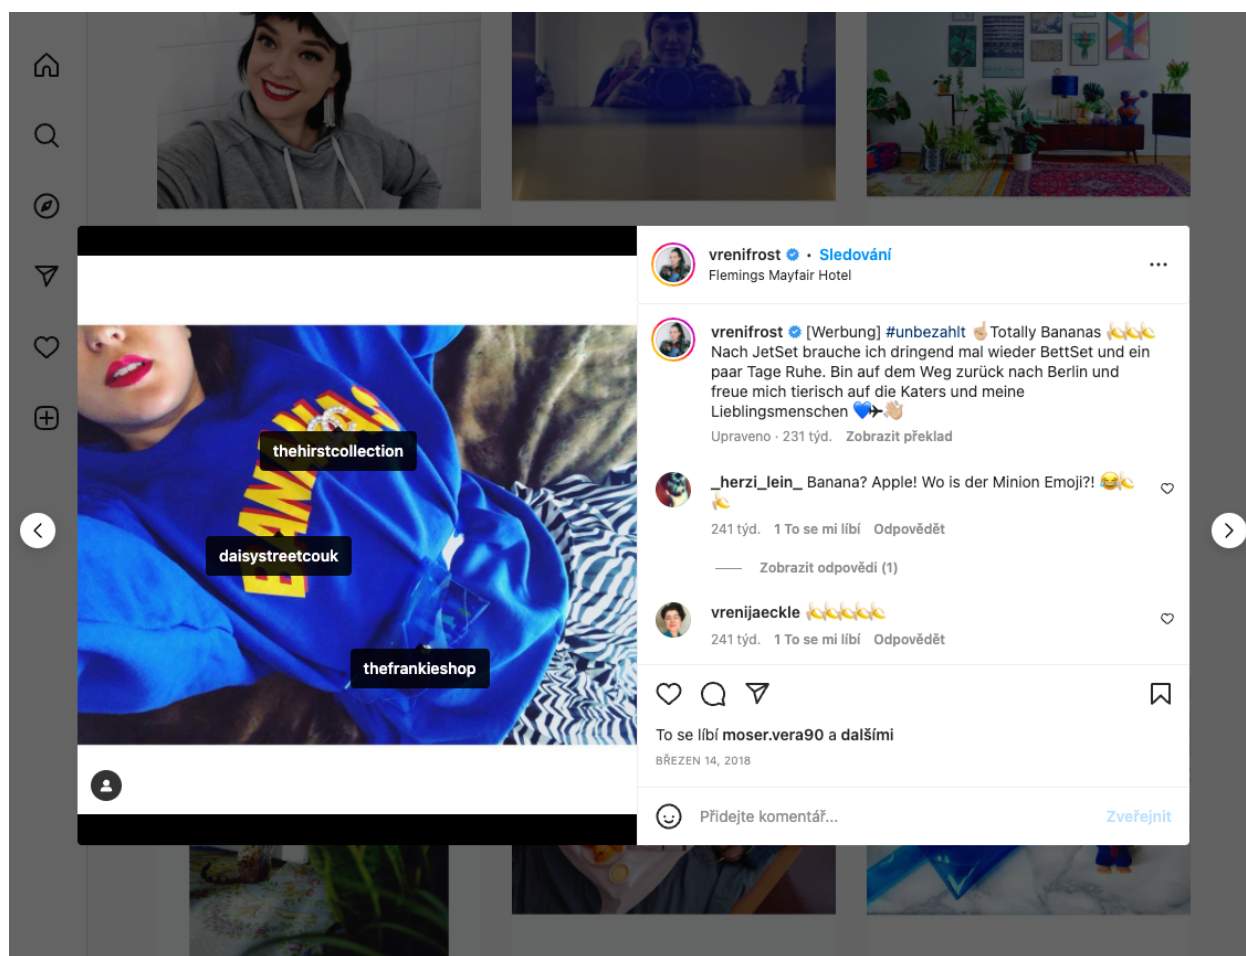 vrenifrost • Sledování
Flemings Mayfair Hotel
vrenifrost [Werbung] #unbezahlt ☝🏼Totally Bananas 🍌🍌🍌
Nach JetSet brauche ich dringend mal wieder BettSet und ein
paar Tage Ruhe. Bin auf dem Weg zurück nach Berlin und
freue mich tierisch auf die Katers und meine
Lieblingsmenschen 💙✈👋🏼
Upraveno · 231 týd. Zobrazit překlad
_herzi_lein_ Banana? Apple! Wo is der Minion Emoji?! 😂🍌
🍌
241 týd. 1 To se mi líbí Odpovědět
Zobrazit odpovědi (1)
vrenijaeckle 🍌🍌🍌🍌🍌
241 týd. 1 To se mi líbí Odpovědět
To se líbí moser.vera90 a dalšími
BŘEZEN 14, 2018
Přidejte komentář...
Zveřejnit
thehirstcollection
daisystreetcouk
thefrankieshop